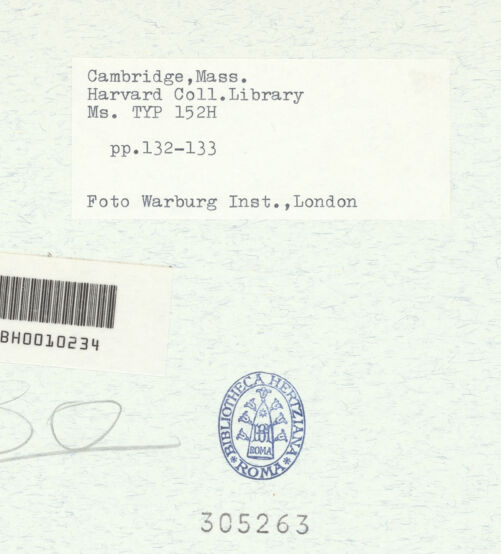 Cambridge,Mass.
Harvard Coll.Library
Ms. TYP 152H
pp.132-133
Foto Warburg Inst.,London
BH0010234
BIBLIOTHECA HERTZIANA
ROMA
* ROMA *
305263